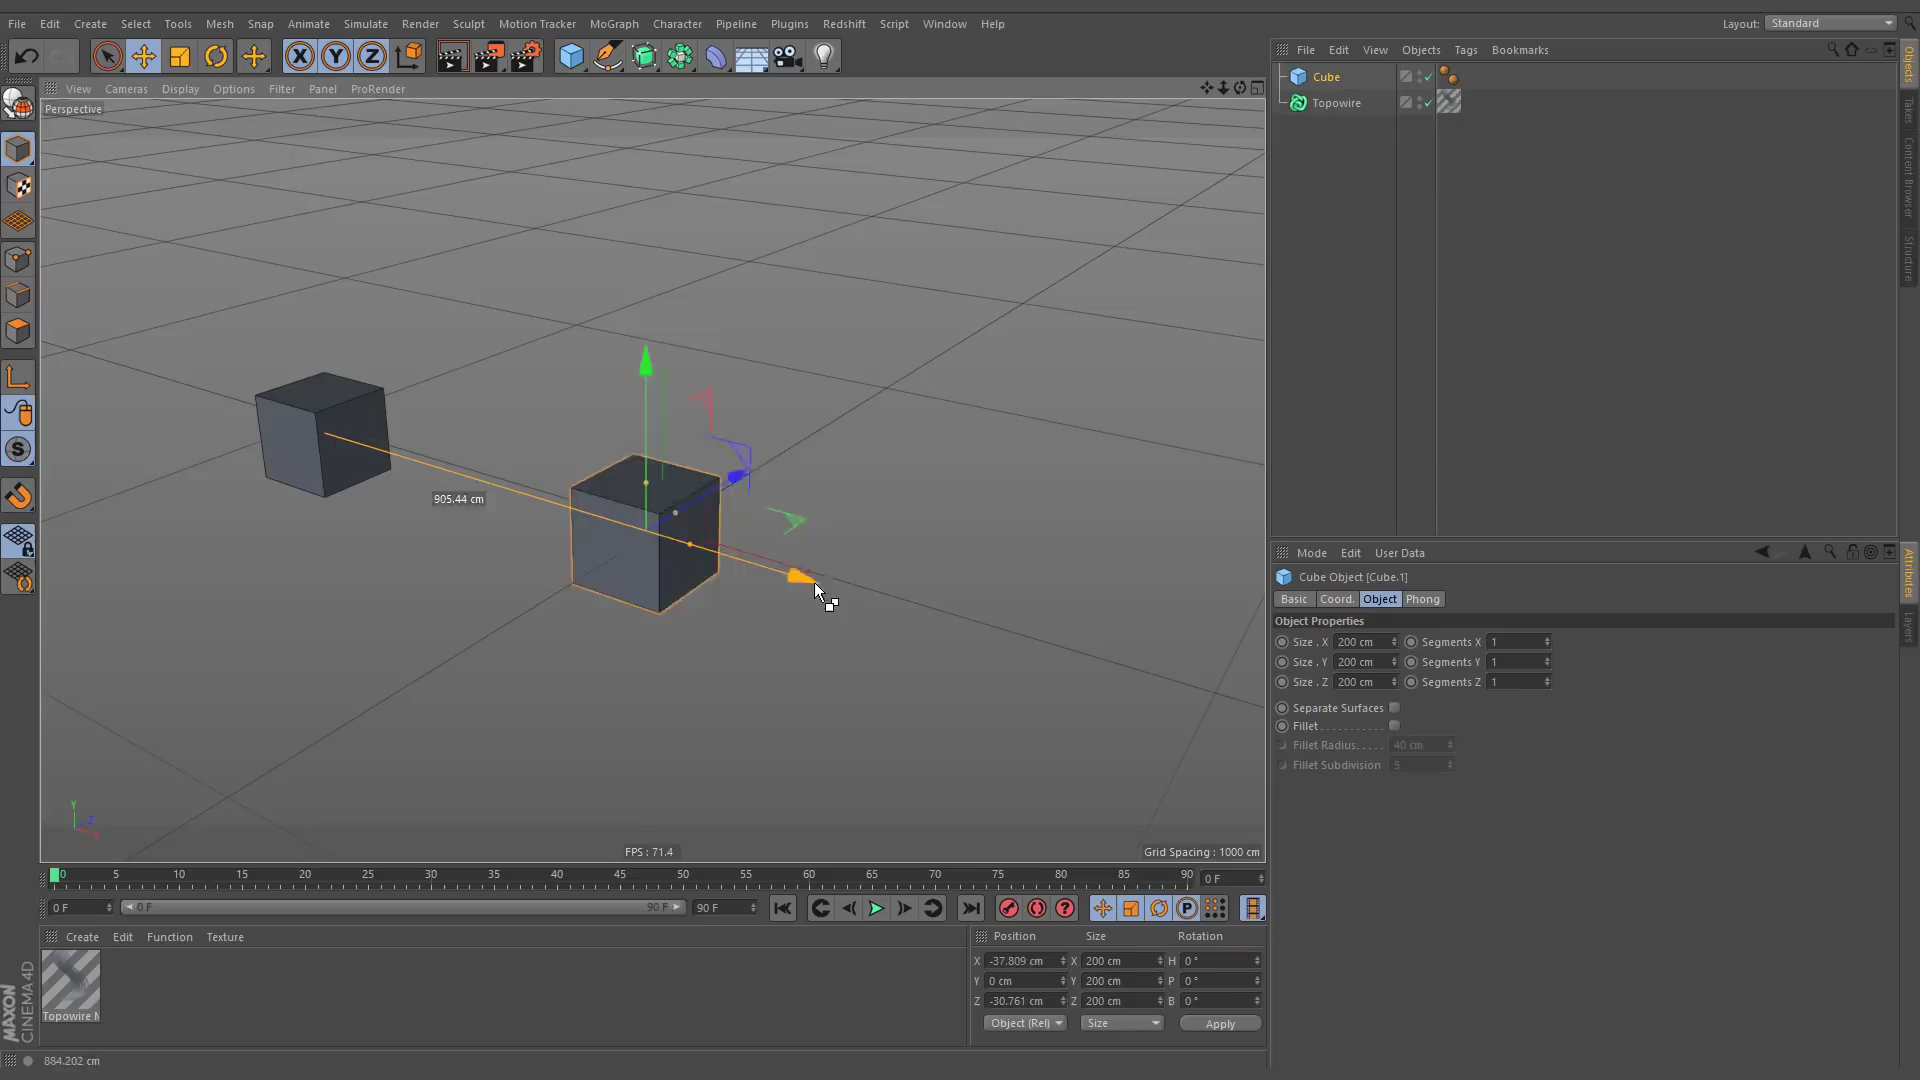 File Edit Create Select Tools Mesh Snap Animate Simulate Render Sculpt Motion Tracker MoGraph Character Pipeline Plugins Redshift Script Window Help Layout: Standard
View Cameras Display Options Filter Panel ProRender
Perspective
905.44 cm
Y
Z
X
FPS : 71.4
Grid Spacing : 1000 cm
File Edit View Objects Tags Bookmarks
Cube
Topowire
Objects
Takes
Content Browser
Structure
Mode Edit User Data
Cube Object [Cube.1]
Basic Coord. Object Phong
Object Properties
Size . X 200 cm Segments X 1
Size . Y 200 cm Segments Y 1
Size . Z 200 cm Segments Z 1
Separate Surfaces
Fillet . . . . . . . . . . .
Fillet Radius. . . . . 40 cm
Fillet Subdivision 5
Attributes
Layers
0 5 10 15 20 25 30 35 40 45 50 55 60 65 70 75 80 85 90 0 F
0 F 0 F 90 F 90 F
Create Edit Function Texture
Topowire M
Position Size Rotation
X -37.809 cm X 200 cm H 0 °
Y 0 cm Y 200 cm P 0 °
Z -30.761 cm Z 200 cm B 0 °
Object (Rel) Size Apply
MAXON
CINEMA 4D
884.202 cm